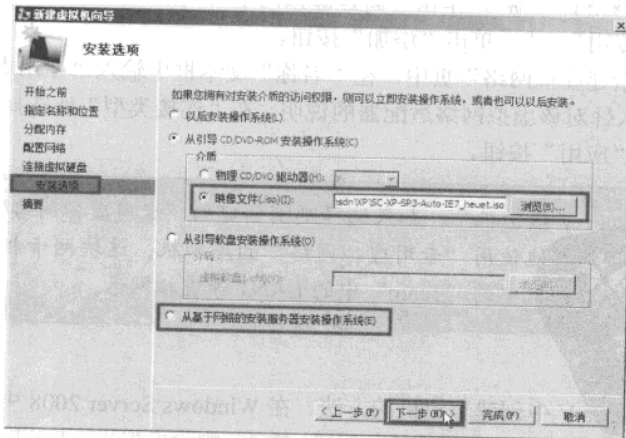 新建虚拟机向导
安装选项
开始之前
指定名称和位置
分配内存
配置网络
连接虚拟硬盘
安装选项
摘要
如果您拥有对安装介质的访问权限，则可以立即安装操作系统，或者也可以以后安装。
以后安装操作系统(L)
从引导 CD/DVD-ROM 安装操作系统(C)
介质
物理 CD/DVD 驱动器(H):
映像文件(.iso)(I): \sdn\XP\SC-XP-SP3-Auto-IE7_heuet.iso 浏览(B)...
从引导软盘安装操作系统(O)
介质
虚拟软盘(.vfd)(V):
从基于网络的安装服务器安装操作系统(E)
<上一步(P) 下一步(N)> 完成(F) 取消